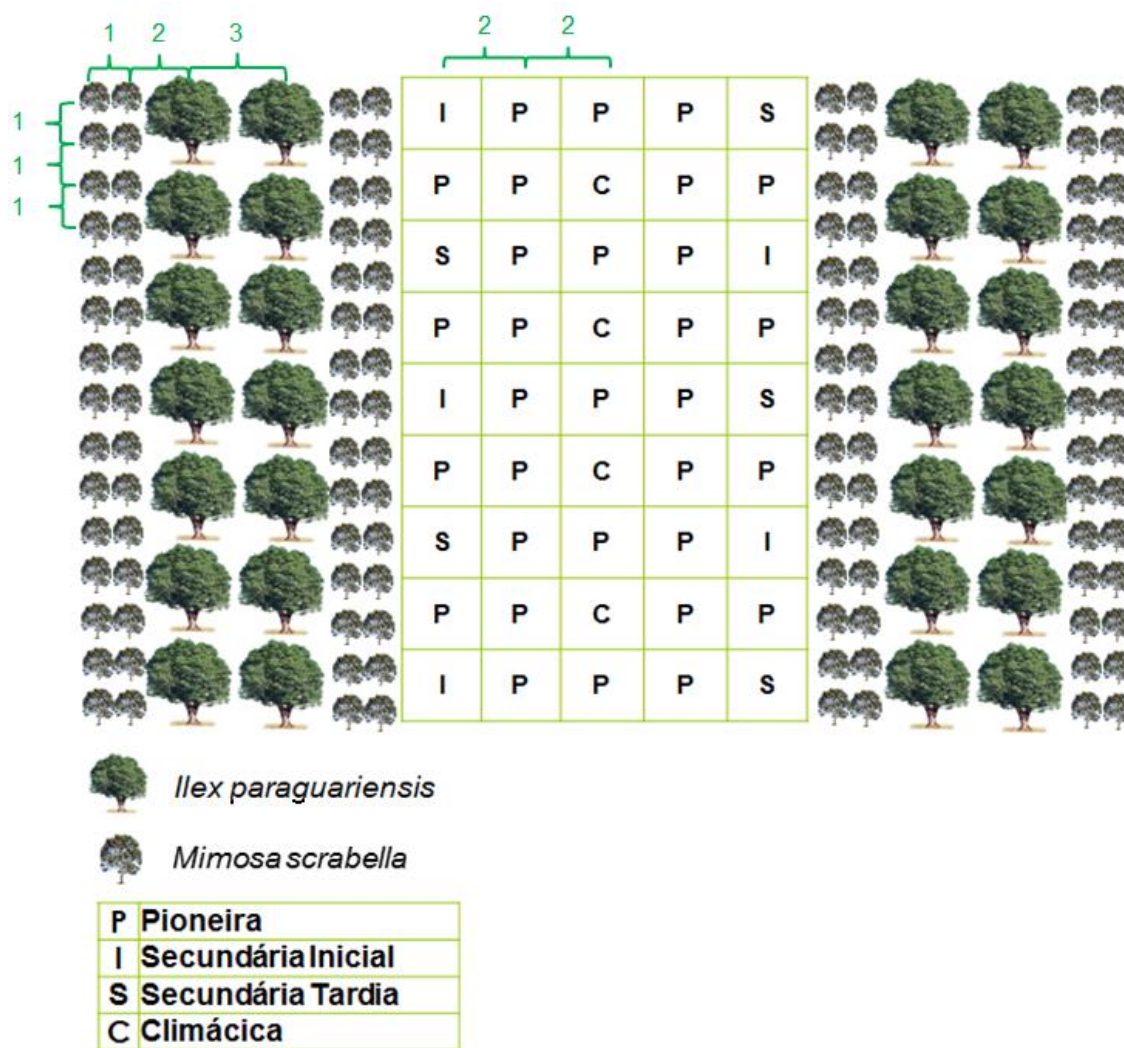 1 2 3
2 2
1
1
1
I P P P S
P P C P P
S P P P I
P P C P P
I P P P S
P P C P P
S P P P I
P P C P P
I P P P S
Ilex paraguariensis
Mimosa scrabella
P Pioneira
I Secundária Inicial
S Secundária Tardia
C Climácica